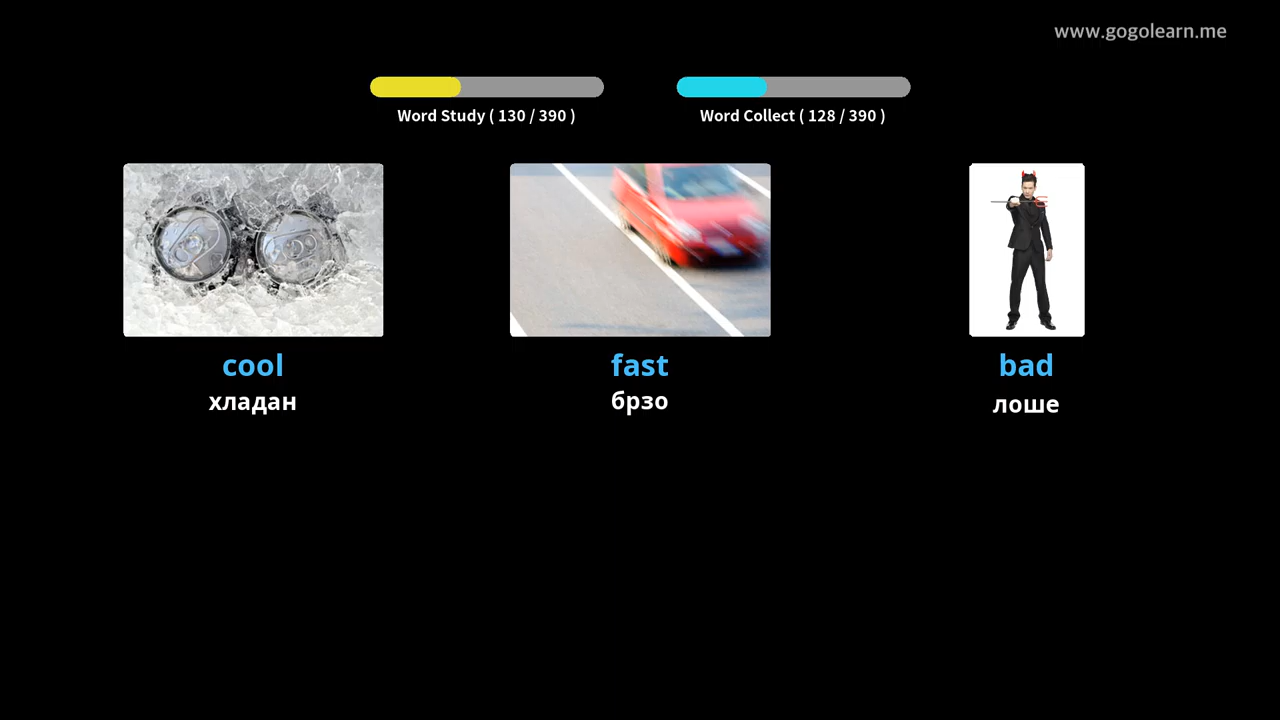 www.gogolearn.me
Word Study ( 130 / 390 )
Word Collect ( 128 / 390 )
cool
хладан
fast
брзо
bad
лоше